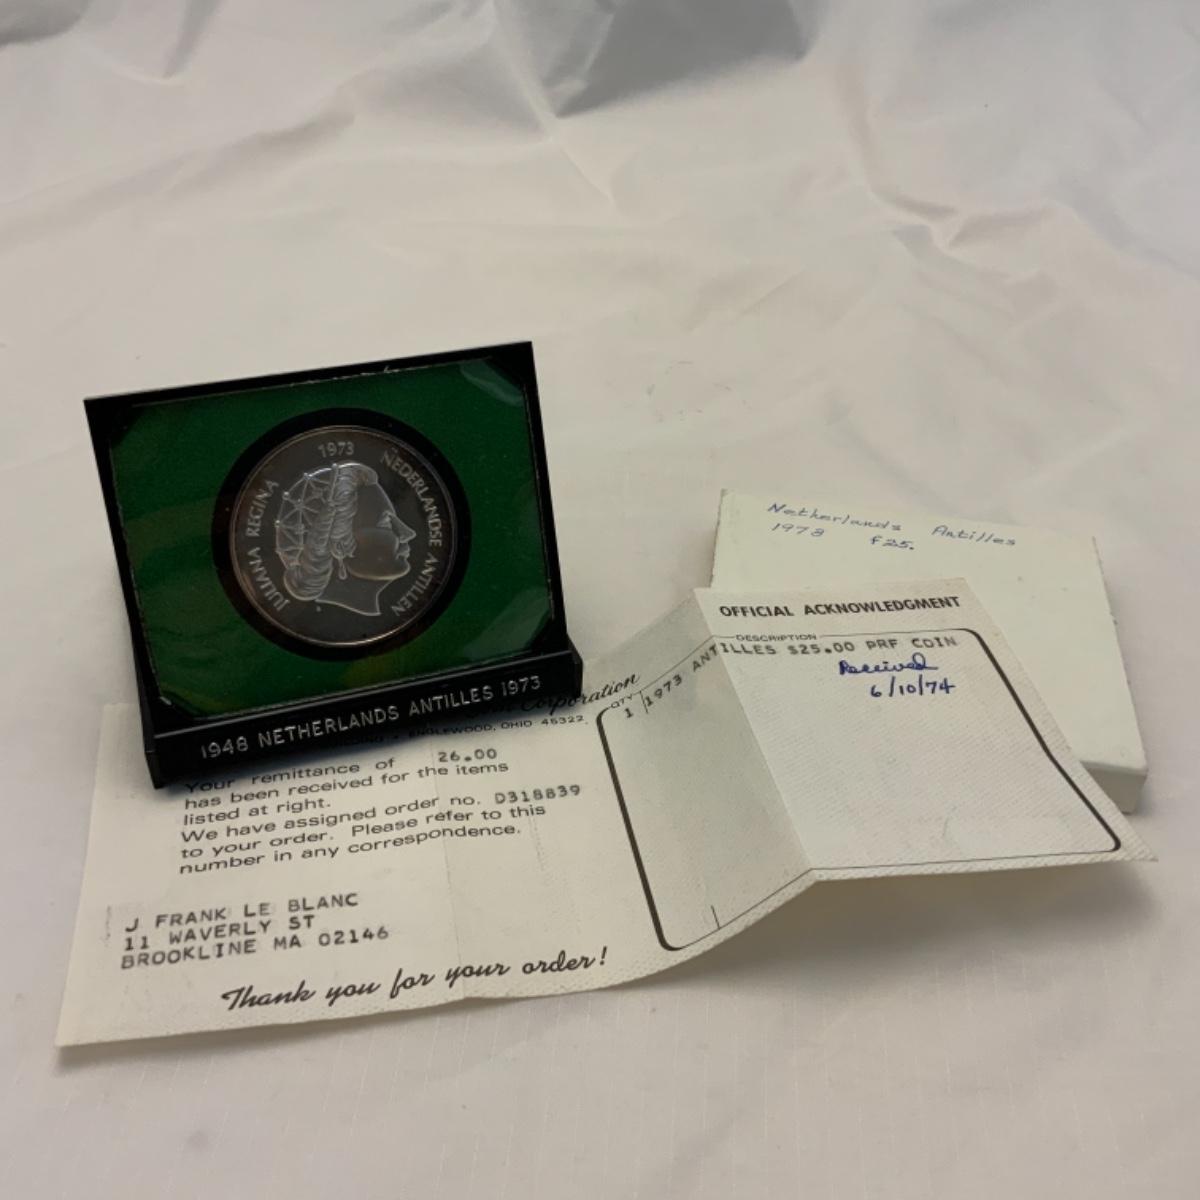 1973
JULIANA REGINA
NEDERLANDSE ANTILLEN
1948 NETHERLANDS ANTILLES 1973
Netherlands Antilles
1973 f25.
OFFICIAL ACKNOWLEDGMENT
QTY DESCRIPTION
1 1973 ANTILLES $25.00 PRF COIN
Received
6/10/74
Corporation
ENGLEWOOD, OHIO 45322
Your remittance of 26.00
has been received for the items
listed at right.
We have assigned order no. D318839
to your order. Please refer to this
number in any correspondence.
J FRANK LE BLANC
11 WAVERLY ST
BROOKLINE MA 02146
Thank you for your order!